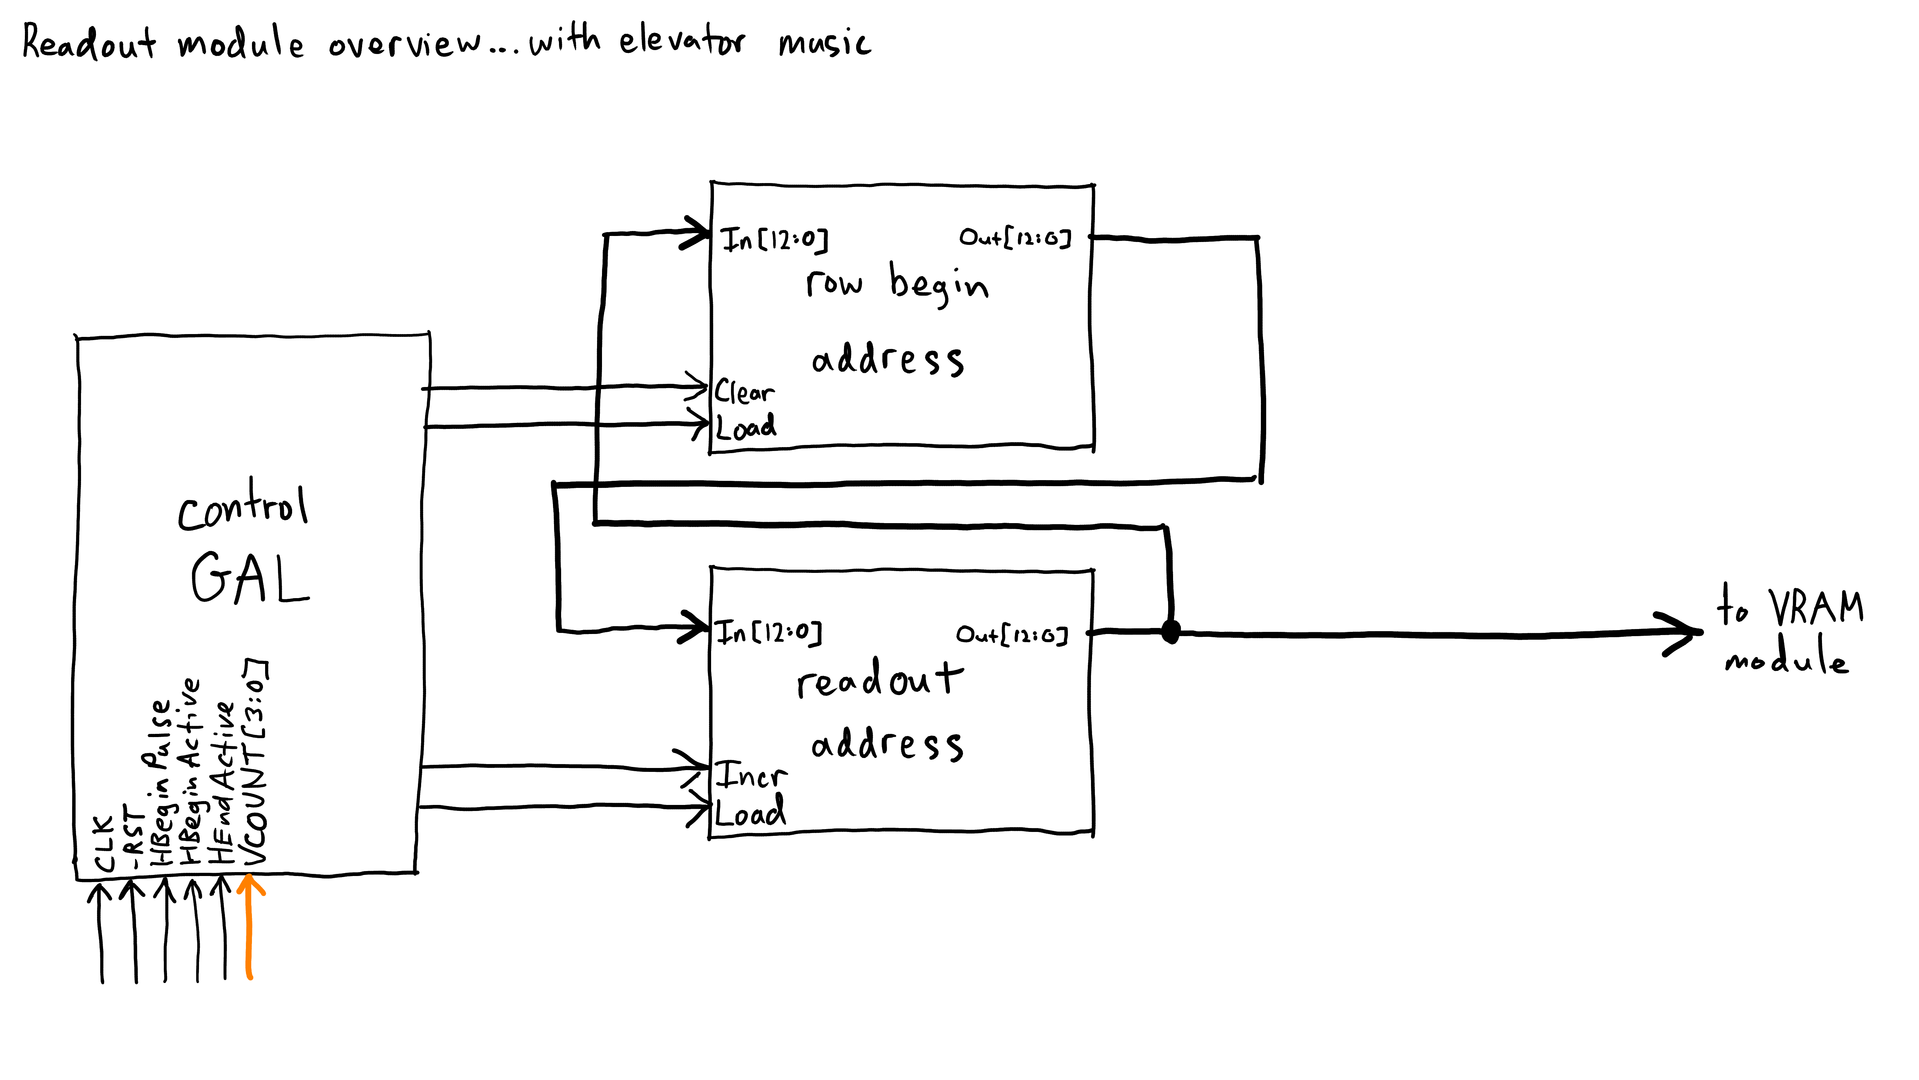 Readout module overview...with elevator music
In[12:0]
Out[12:0]
row begin
address
Clear
Load
control
GAL
CLK
-RST
HBeginPulse
HBeginActive
HEndActive
VCOUNT[3:0]
In[12:0]
Out[12:0]
readout
address
Incr
Load
to VRAM
module